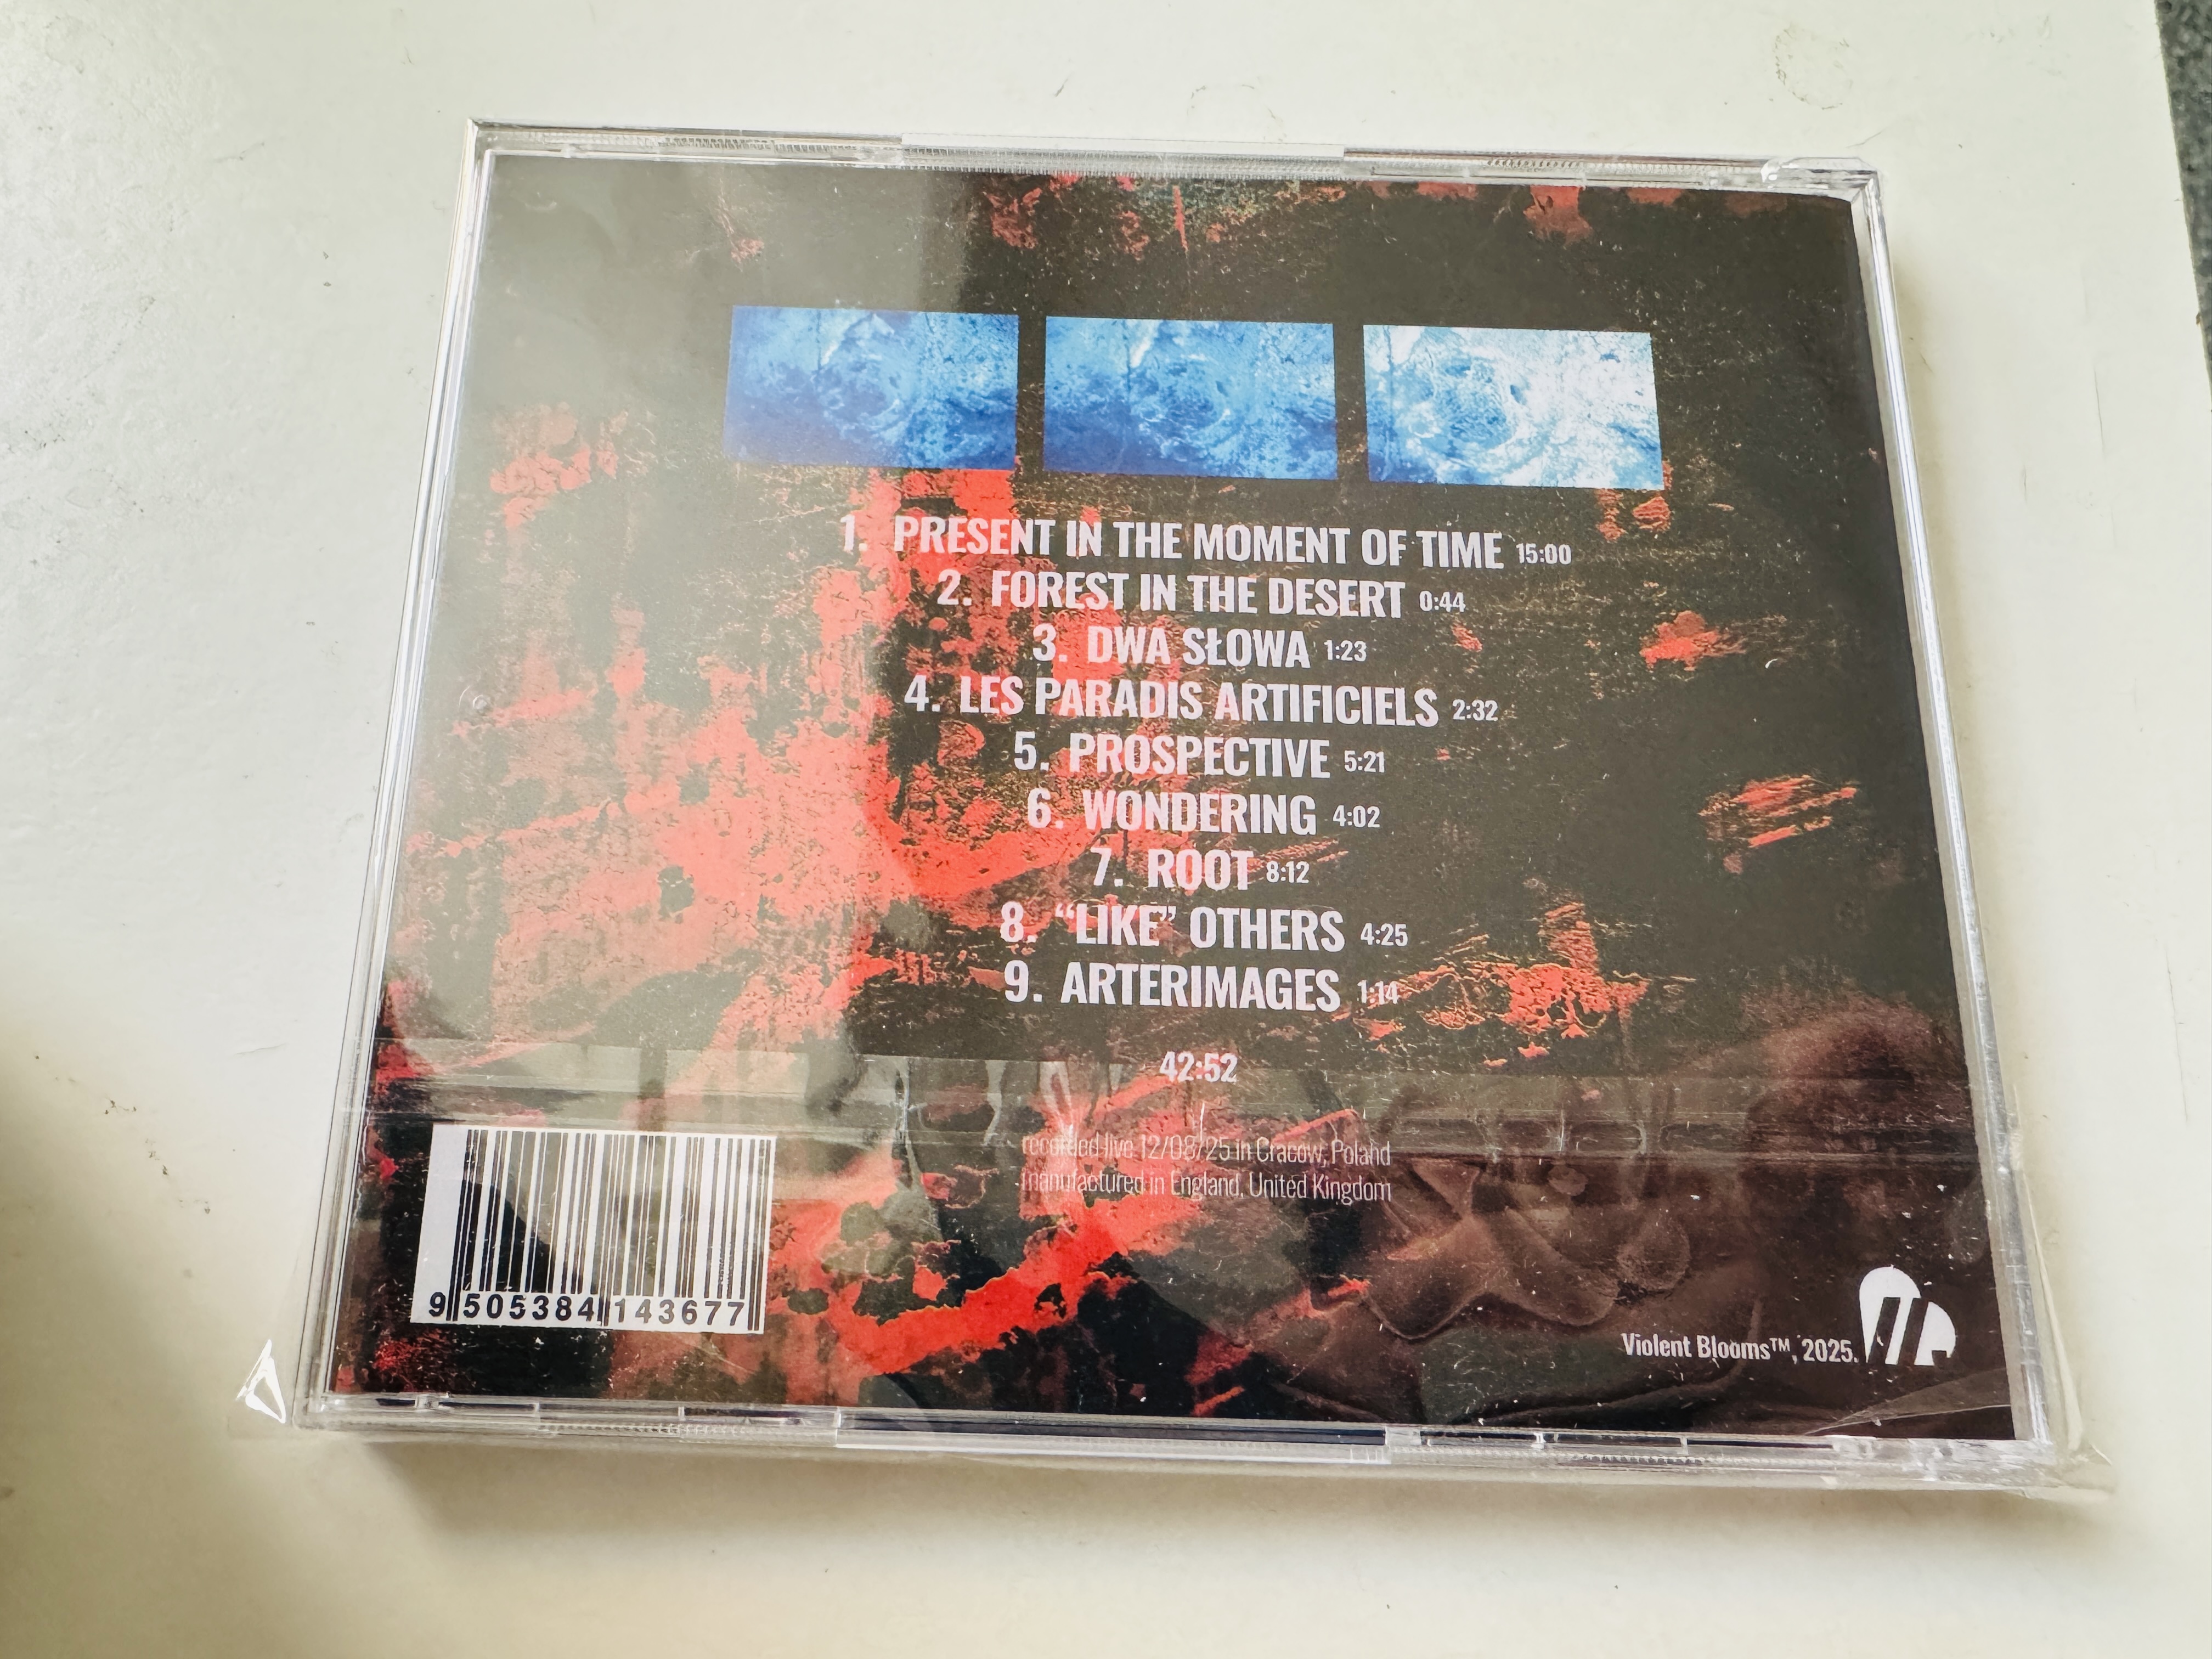 1. PRESENT IN THE MOMENT OF TIME 15:00
2. FOREST IN THE DESERT 0:44
3. DWA SŁOWA 1:23
4. LES PARADIS ARTIFICIELS 2:32
5. PROSPECTIVE 5:21
6. WONDERING 4:02
7. ROOT 8:12
8. “LIKE” OTHERS 4:25
9. ARTERIMAGES 1:14
42:52
recorded live 12/08/25 in Cracow, Poland
manufactured in England, United Kingdom
9 505384 143677
Violent Blooms™, 2025.